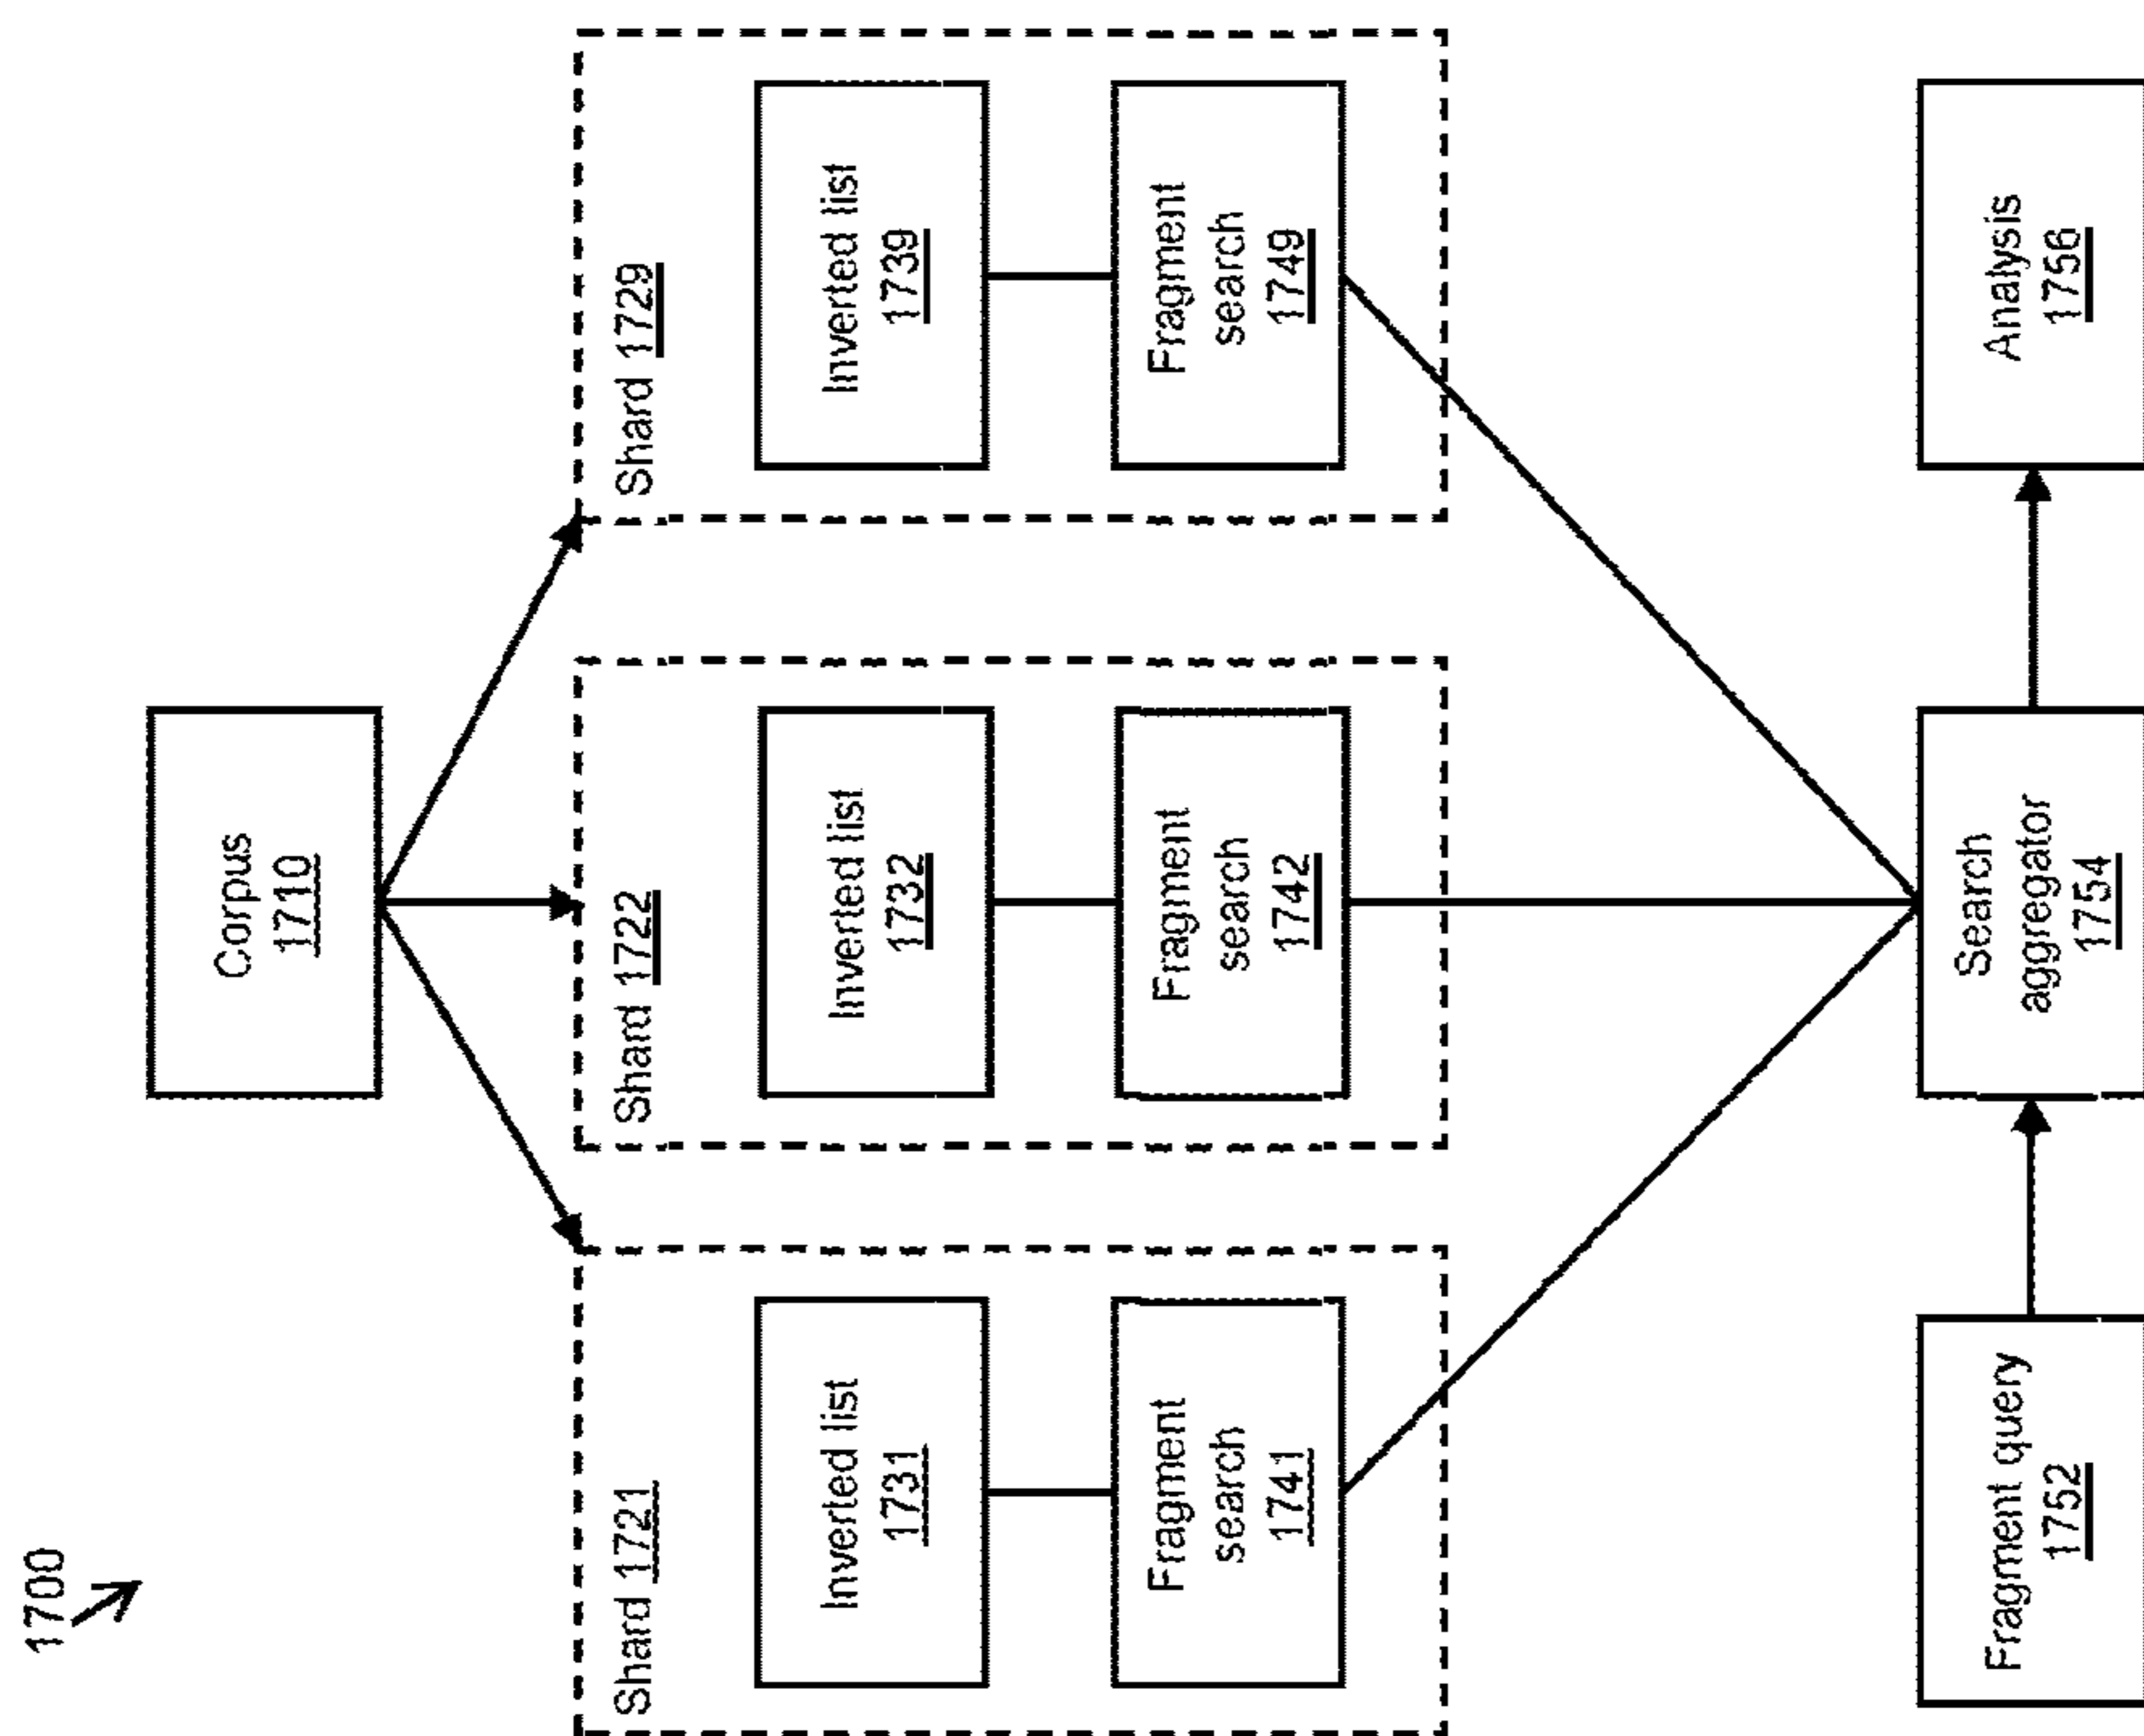 1700
Corpus
1710
Shard 1721
Shard 1722
Shard 1729
Inverted list
1731
Inverted list
1732
Inverted list
1739
Fragment
search
1741
Fragment
search
1742
Fragment
search
1749
Fragment query
1752
Search
aggregator
1754
Analysis
1756